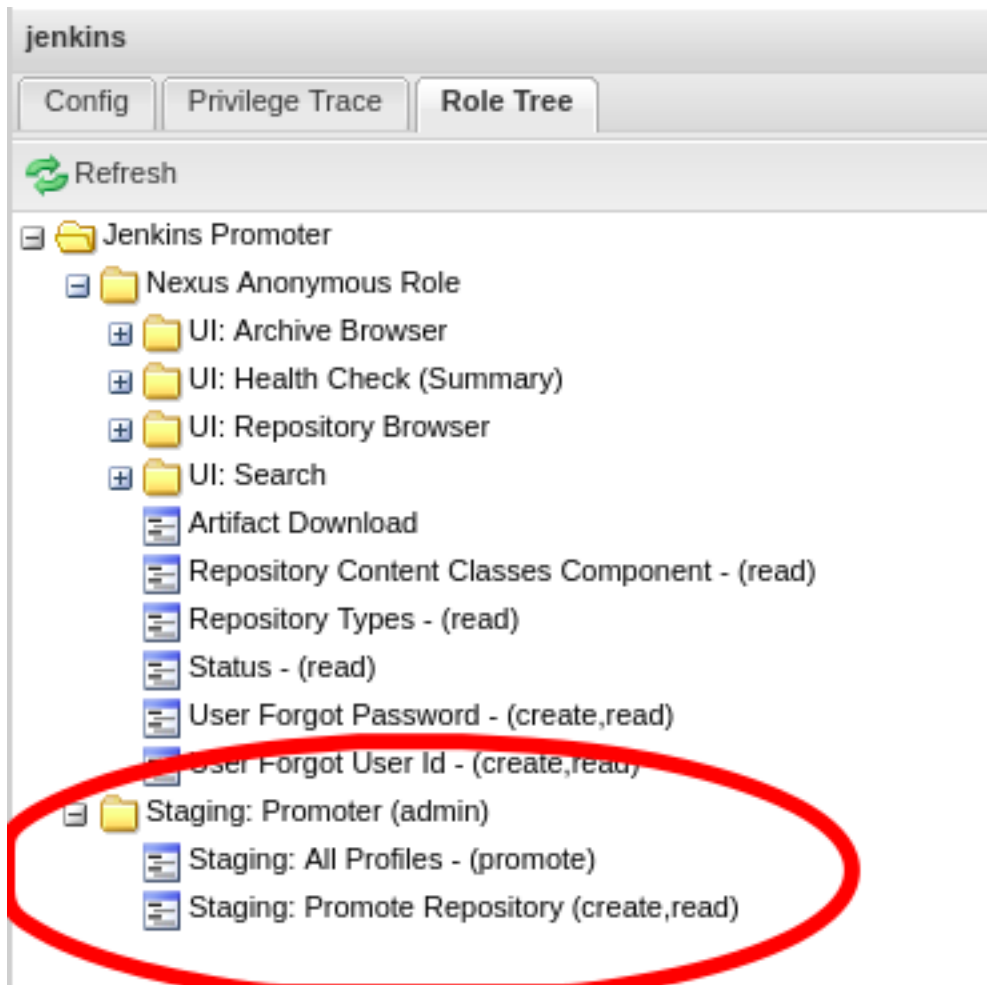 jenkins
Config Privilege Trace Role Tree
Refresh
Jenkins Promoter
Nexus Anonymous Role
UI: Archive Browser
UI: Health Check (Summary)
UI: Repository Browser
UI: Search
Artifact Download
Repository Content Classes Component - (read)
Repository Types - (read)
Status - (read)
User Forgot Password - (create,read)
User Forgot User Id - (create,read)
Staging: Promoter (admin)
Staging: All Profiles - (promote)
Staging: Promote Repository (create,read)